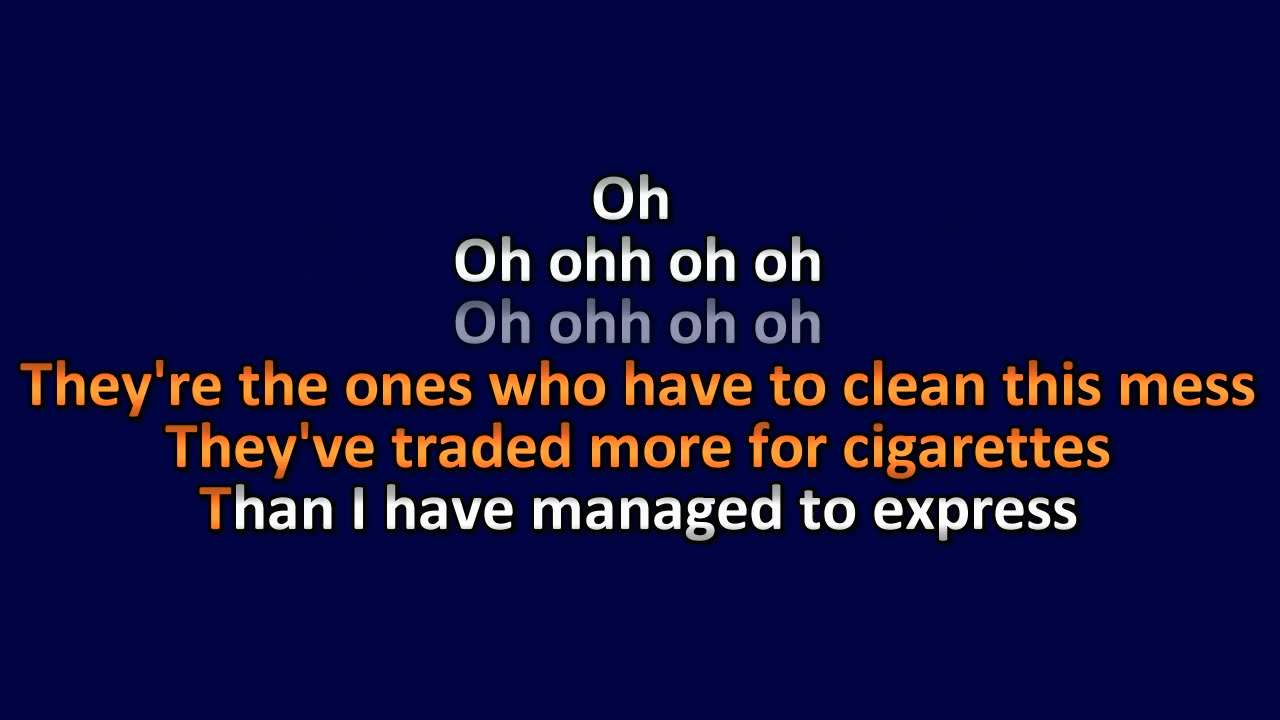 Oh
Oh ohh oh oh
Oh ohh oh oh
They're the ones who have to clean this mess
They've traded more for cigarettes
Than I have managed to express